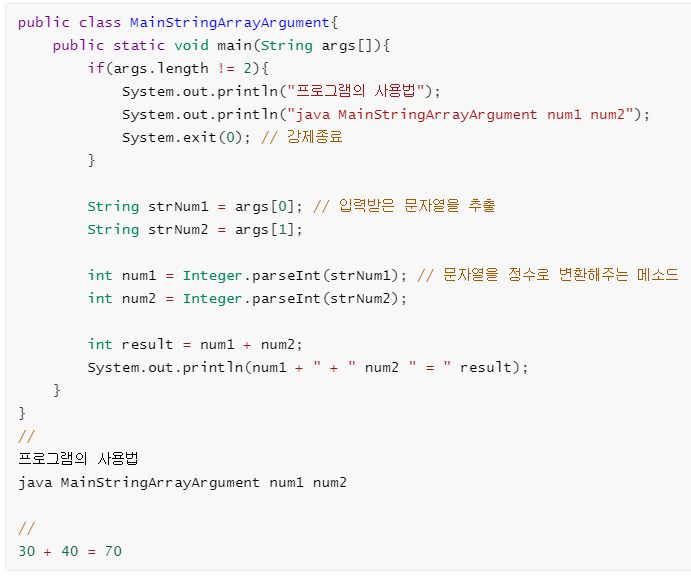 public class MainStringArrayArgument{
    public static void main(String args[]){
        if(args.length != 2){
            System.out.println("프로그램의 사용법");
            System.out.println("java MainStringArrayArgument num1 num2");
            System.exit(0); // 강제종료
        }

        String strNum1 = args[0]; // 입력받은 문자열을 추출
        String strNum2 = args[1];

        int num1 = Integer.parseInt(strNum1); // 문자열을 정수로 변환해주는 메소드
        int num2 = Integer.parseInt(strNum2);

        int result = num1 + num2;
        System.out.println(num1 + " + " num2 " = " result);
    }
}
//
프로그램의 사용법
java MainStringArrayArgument num1 num2

//
30 + 40 = 70